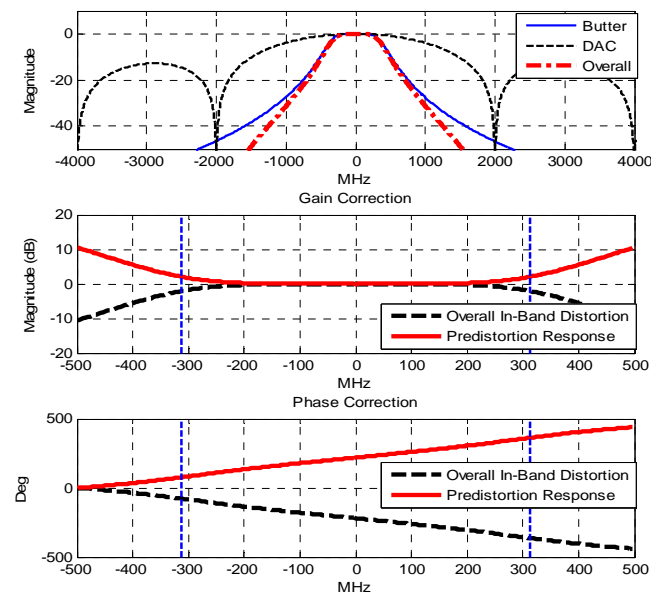 Magnitude
0
-20
-40
Butter
DAC
Overall
-4000 -3000 -2000 -1000 0 1000 2000 3000 4000
MHz
Gain Correction
Magnitude (dB)
20
10
0
-10
-20
Overall In-Band Distortion
Predistortion Response
-500 -400 -300 -200 -100 0 100 200 300 400 500
MHz
Phase Correction
Deg
500
0
-500
Overall In-Band Distortion
Predistortion Response
-500 -400 -300 -200 -100 0 100 200 300 400 500
MHz